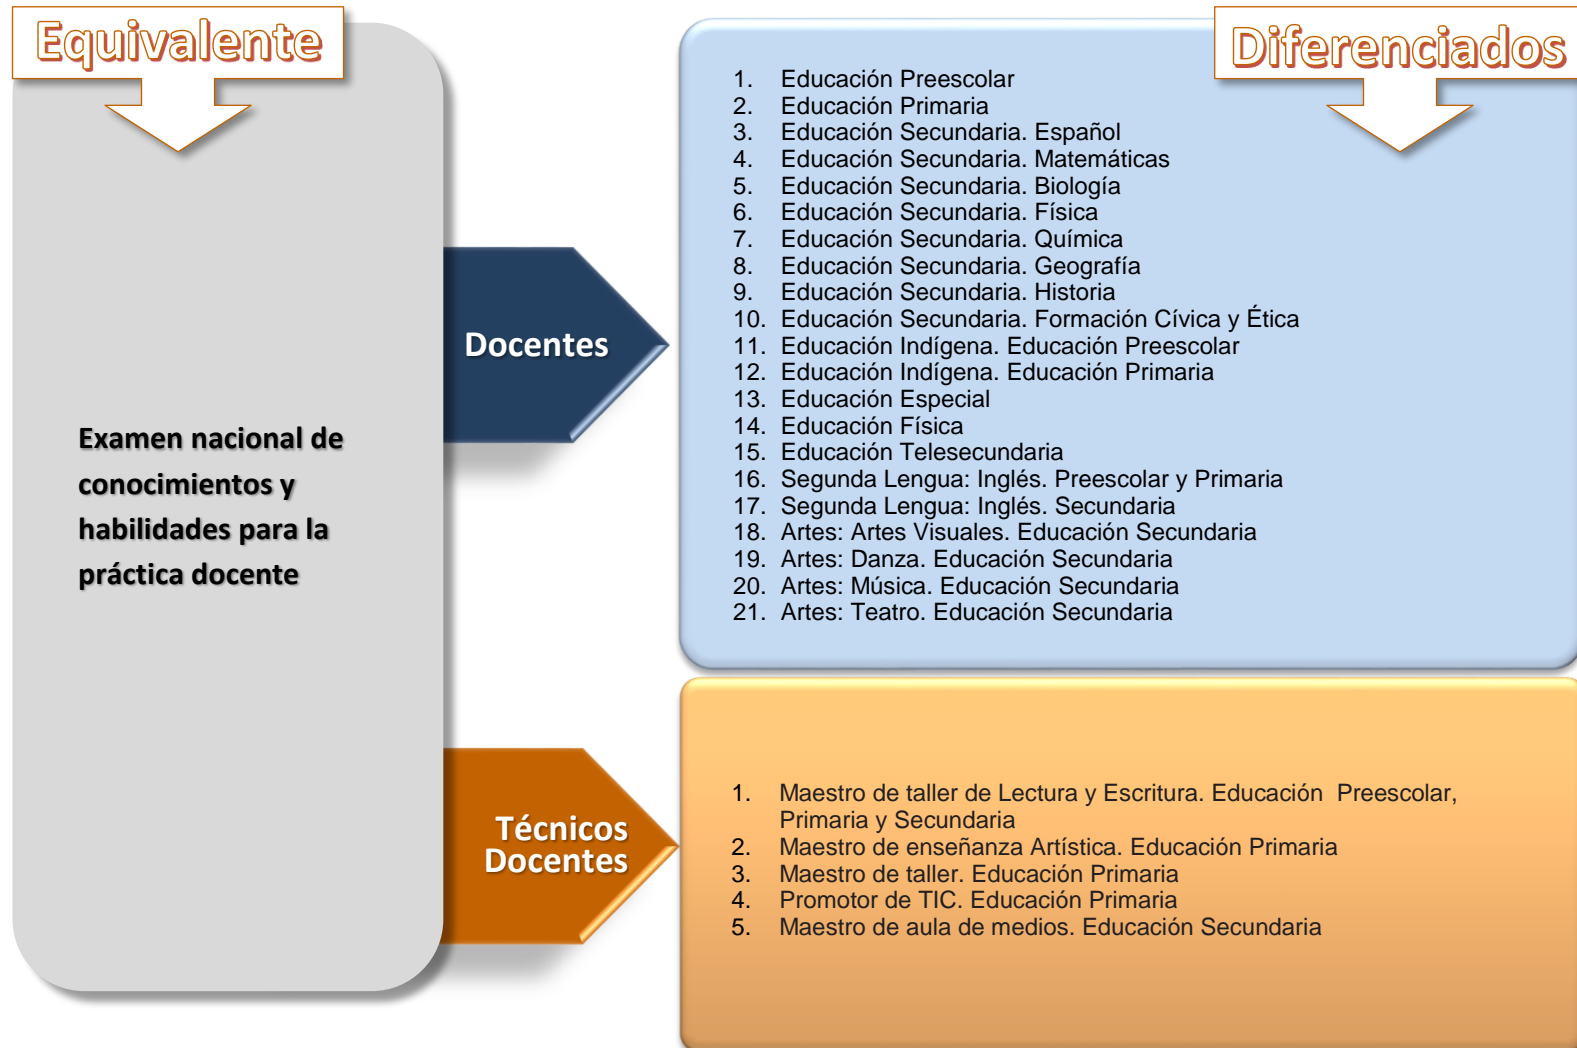 Equivalente
Examen nacional de
conocimientos y
habilidades para la
práctica docente
Docentes
Técnicos
Docentes
Diferenciados
1. Educación Preescolar
2. Educación Primaria
3. Educación Secundaria. Español
4. Educación Secundaria. Matemáticas
5. Educación Secundaria. Biología
6. Educación Secundaria. Física
7. Educación Secundaria. Química
8. Educación Secundaria. Geografía
9. Educación Secundaria. Historia
10. Educación Secundaria. Formación Cívica y Ética
11. Educación Indígena. Educación Preescolar
12. Educación Indígena. Educación Primaria
13. Educación Especial
14. Educación Física
15. Educación Telesecundaria
16. Segunda Lengua: Inglés. Preescolar y Primaria
17. Segunda Lengua: Inglés. Secundaria
18. Artes: Artes Visuales. Educación Secundaria
19. Artes: Danza. Educación Secundaria
20. Artes: Música. Educación Secundaria
21. Artes: Teatro. Educación Secundaria
1. Maestro de taller de Lectura y Escritura. Educación Preescolar,
Primaria y Secundaria
2. Maestro de enseñanza Artística. Educación Primaria
3. Maestro de taller. Educación Primaria
4. Promotor de TIC. Educación Primaria
5. Maestro de aula de medios. Educación Secundaria